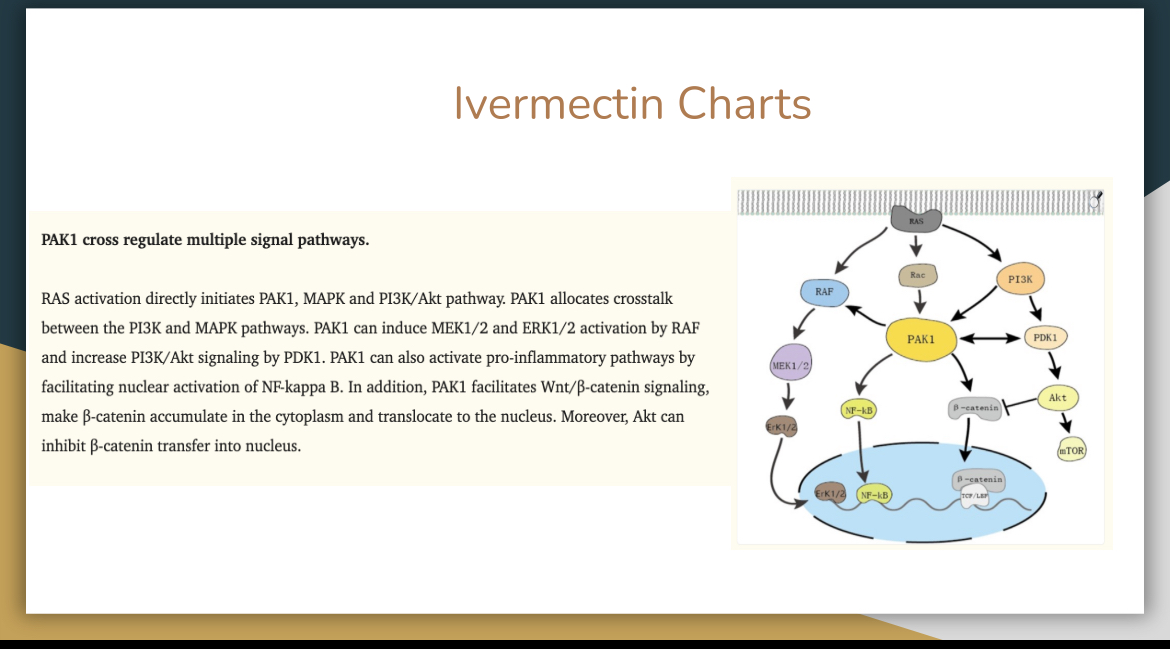 Ivermectin Charts
PAK1 cross regulate multiple signal pathways.
RAS activation directly initiates PAK1, MAPK and PI3K/Akt pathway. PAK1 allocates crosstalk
between the PI3K and MAPK pathways. PAK1 can induce MEK1/2 and ERK1/2 activation by RAF
and increase PI3K/Akt signaling by PDK1. PAK1 can also activate pro-inflammatory pathways by
facilitating nuclear activation of NF-kappa B. In addition, PAK1 facilitates Wnt/β-catenin signaling,
make β-catenin accumulate in the cytoplasm and translocate to the nucleus. Moreover, Akt can
inhibit β-catenin transfer into nucleus.
RAS
Rac
PI3K
RAF
PAK1
PDK1
MEK1/2
Akt
NF-kB
β-catenin
ErK1/2
mTOR
β-catenin
ErK1/2
NF-kB
TCF/LEF